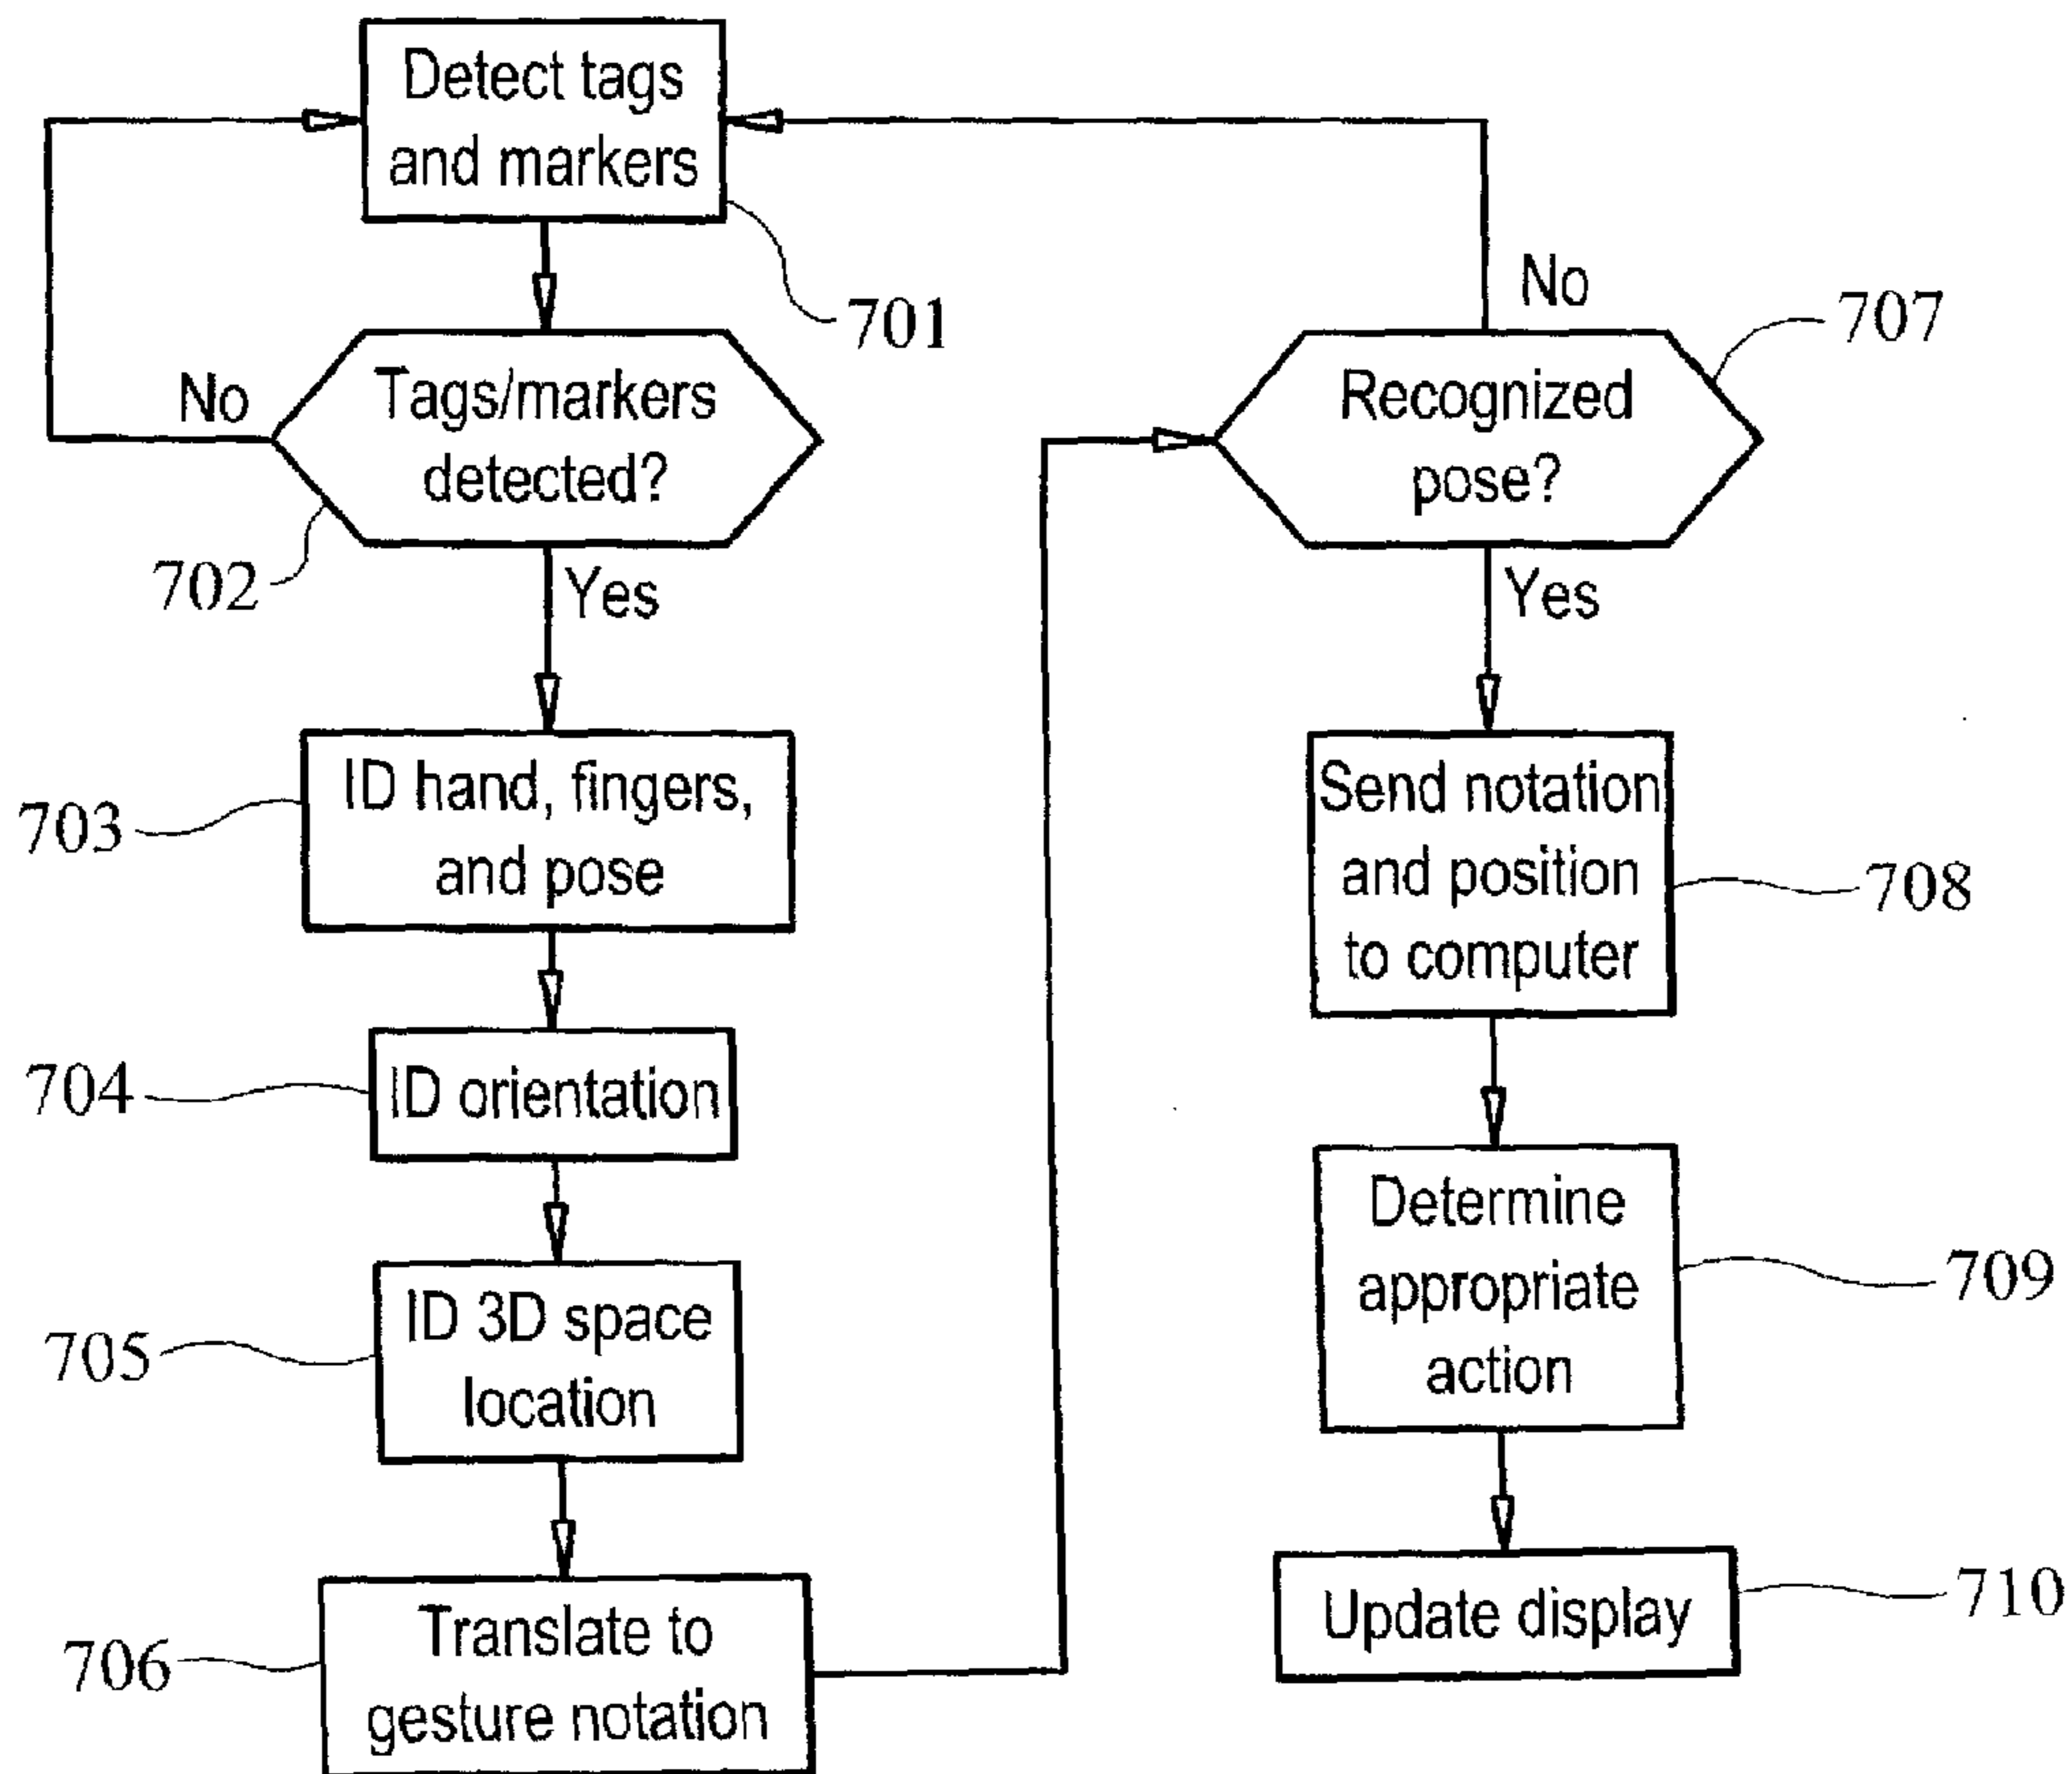 Detect tags
and markers
701
No
Tags/markers
detected?
702
Yes
703
ID hand, fingers,
and pose
704
ID orientation
705
ID 3D space
location
706
Translate to
gesture notation
No
707
Recognized
pose?
Yes
Send notation
and position
to computer
708
Determine
appropriate
action
709
Update display
710